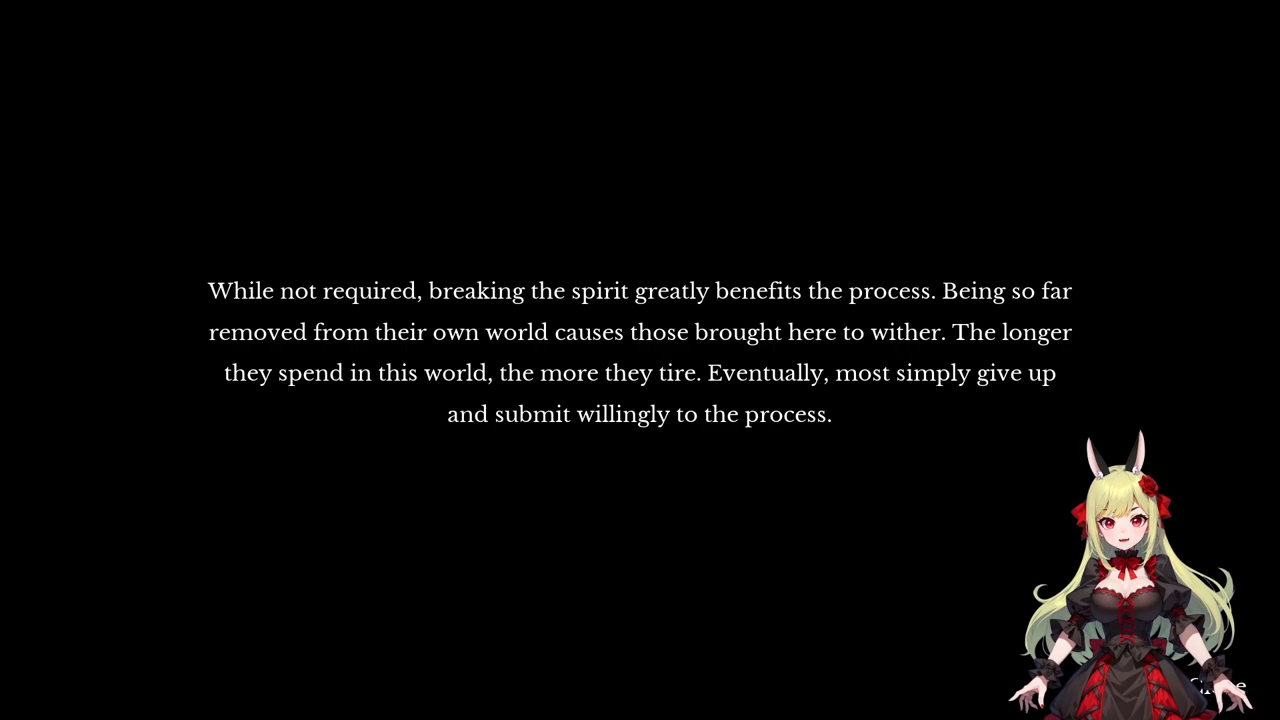 While not required, breaking the spirit greatly benefits the process. Being so far
removed from their own world causes those brought here to wither. The longer
they spend in this world, the more they tire. Eventually, most simply give up
and submit willingly to the process.